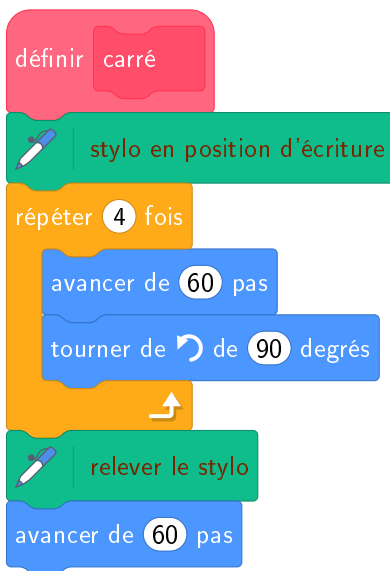 définir carré
stylo en position d'écriture
répéter 4 fois
avancer de 60 pas
tourner de de 90 degrés
relever le stylo
avancer de 60 pas